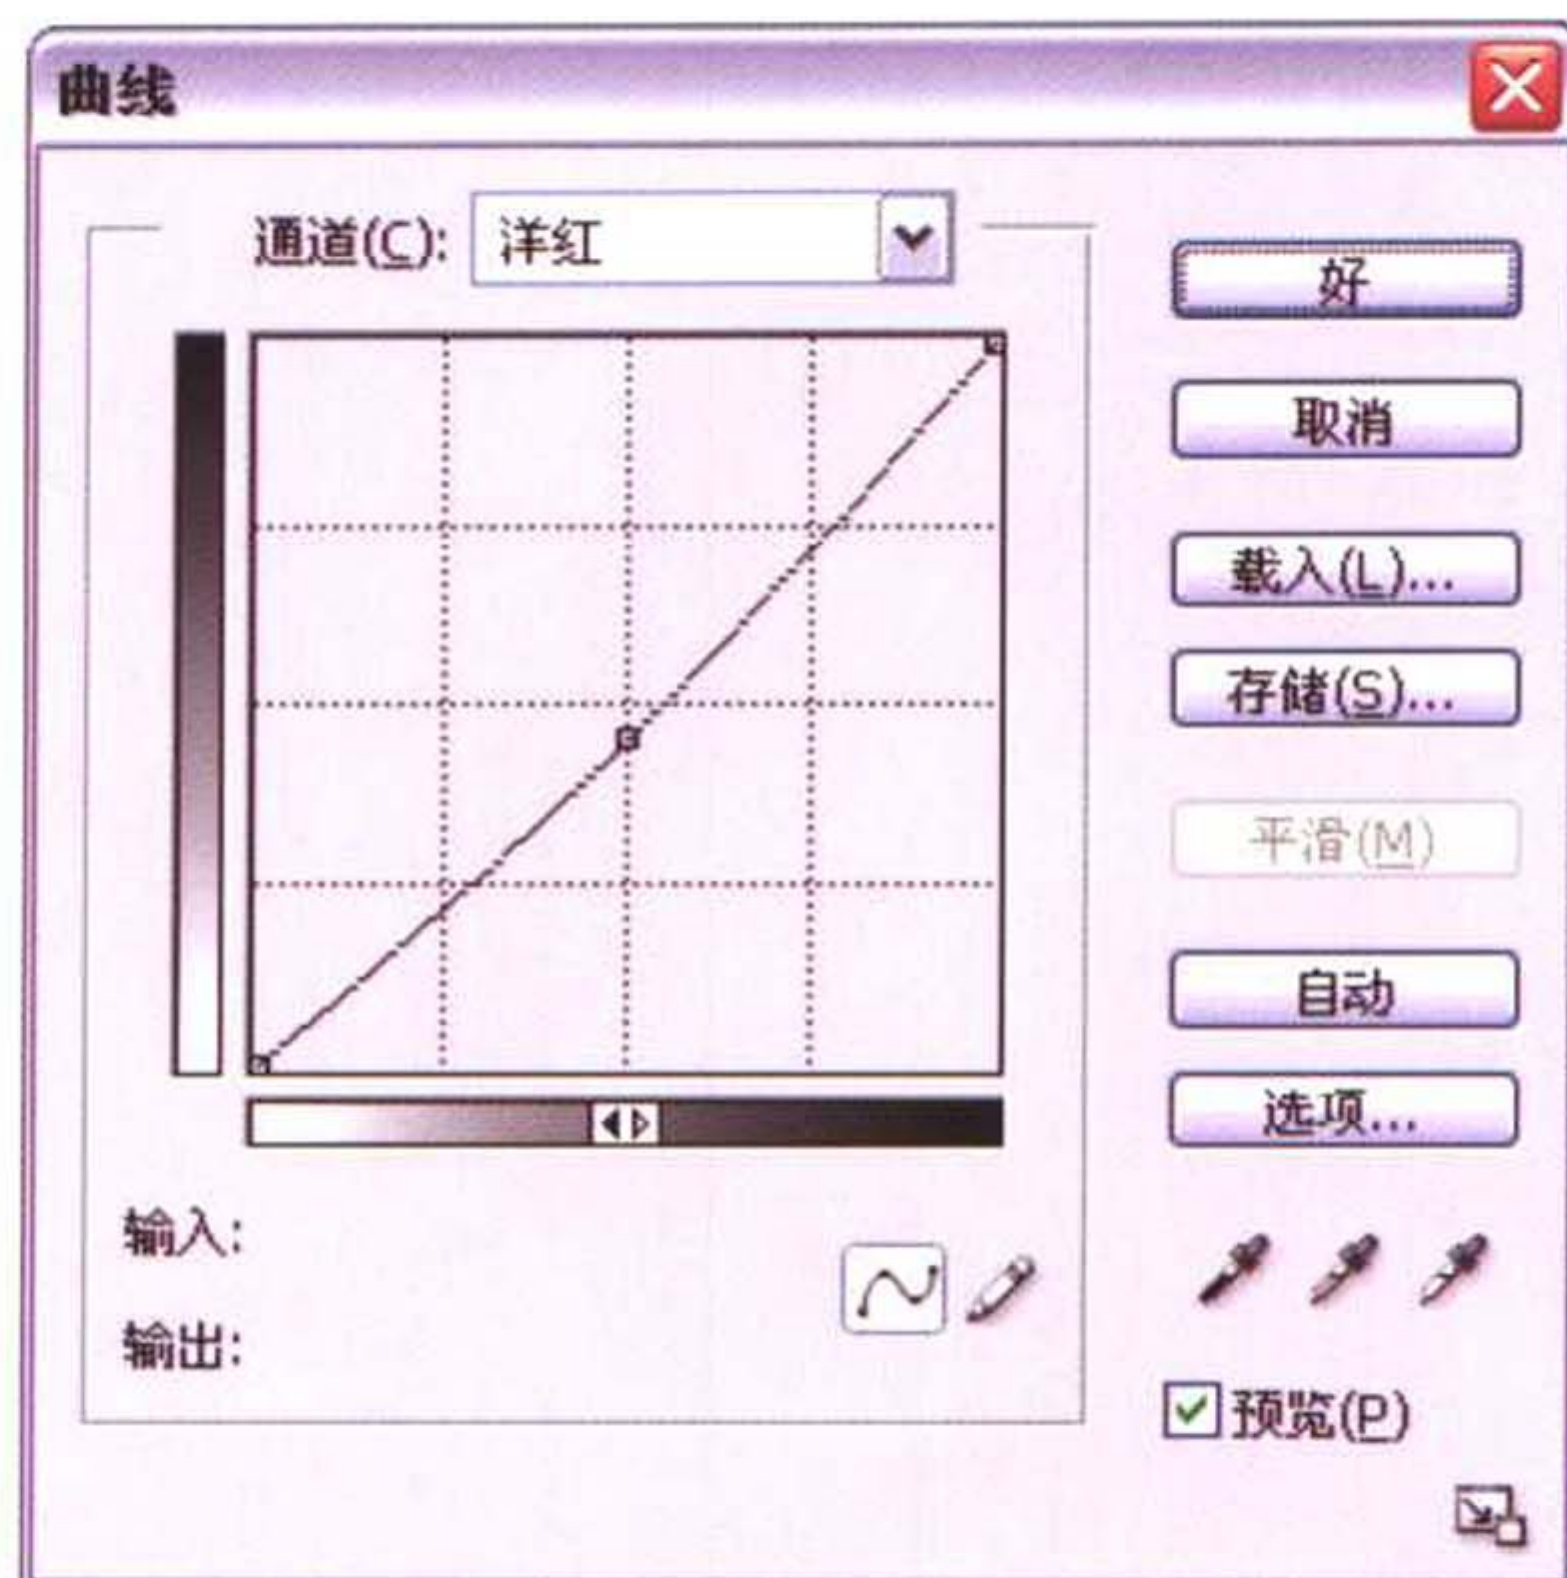 曲线
通道(C): 洋红
好
取消
载入(L)...
存储(S)...
平滑(M)
自动
选项...
输入:
输出:
预览(P)